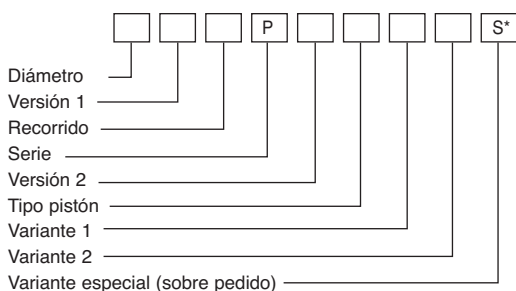 P S*
Diámetro
Versión 1
Recorrido
Serie
Versión 2
Tipo pistón
Variante 1
Variante 2
Variante especial (sobre pedido)